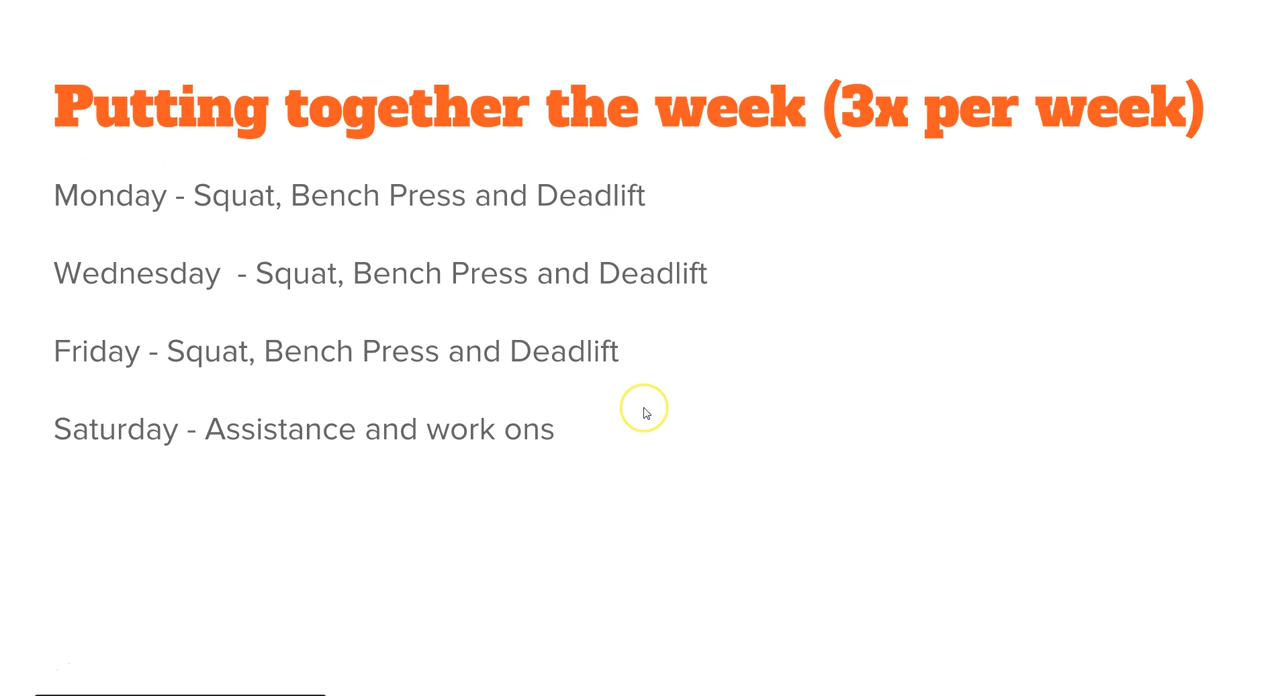 Putting together the week (3x per week)
Monday - Squat, Bench Press and Deadlift
Wednesday  - Squat, Bench Press and Deadlift
Friday - Squat, Bench Press and Deadlift
Saturday - Assistance and work ons